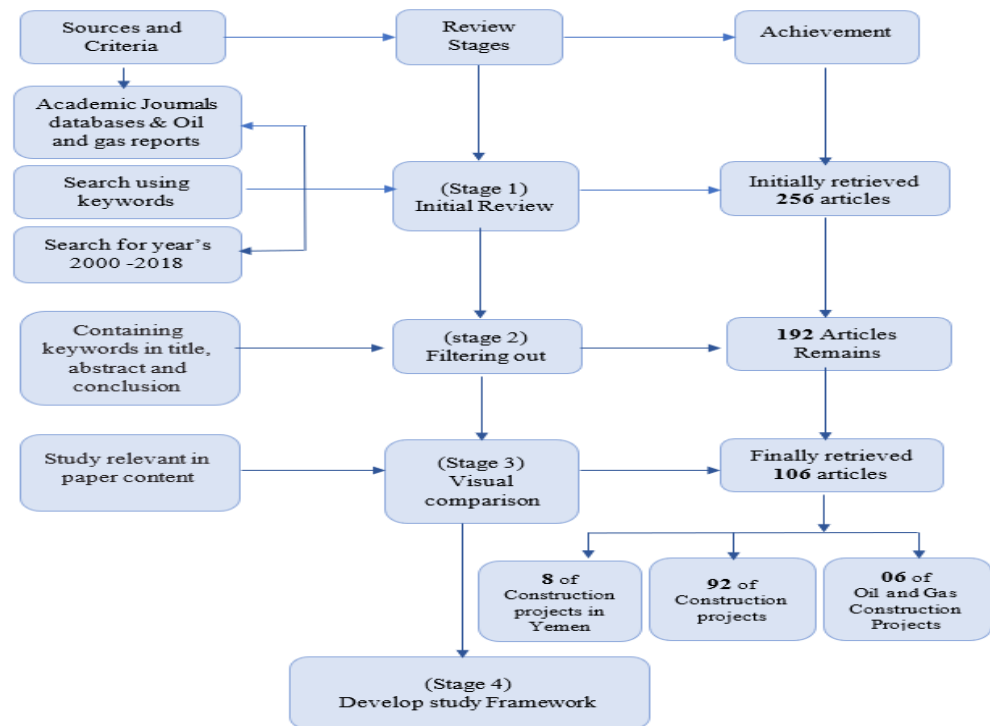 Sources and
Criteria
Review
Stages
Achievement
Academic Journals
databases & Oil
and gas reports
Search using
keywords
(Stage 1)
Initial Review
Initially retrieved
256 articles
Search for year's
2000 -2018
Containing
keywords in title,
abstract and
conclusion
(stage 2)
Filtering out
192 Articles
Remains
Study relevant in
paper content
(Stage 3)
Visual
comparison
Finally retrieved
106 articles
8 of
Construction
projects in
Yemen
92 of
Construction
projects
06 of
Oil and Gas
Construction
Projects
(Stage 4)
Develop study Framework